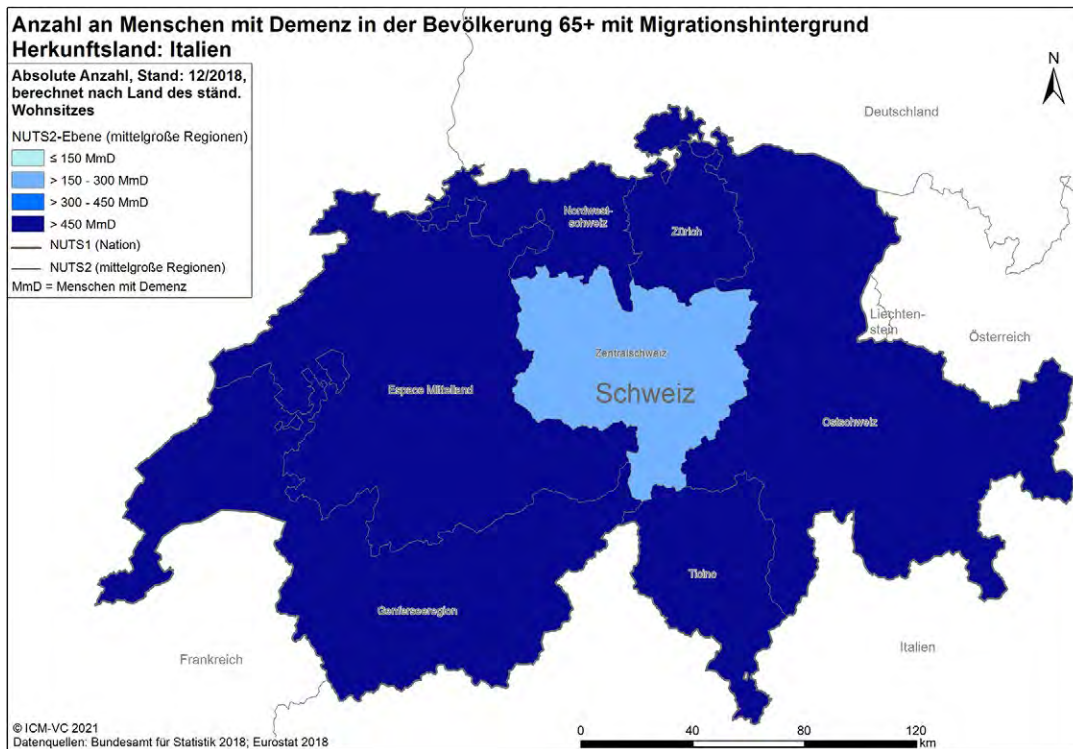 Anzahl an Menschen mit Demenz in der Bevölkerung 65+ mit Migrationshintergrund
Herkunftsland: Italien
Absolute Anzahl, Stand: 12/2018,
berechnet nach Land des ständ.
Wohnsitzes
NUTS2-Ebene (mittelgroße Regionen)
≤ 150 MmD
> 150 - 300 MmD
> 300 - 450 MmD
> 450 MmD
NUTS1 (Nation)
NUTS2 (mittelgroße Regionen)
MmD = Menschen mit Demenz
N
Deutschland
Nordwest-
schweiz
Zürich
Liechten-
stein
Österreich
Zentralschweiz
Schweiz
Espace Mittelland
Ostschweiz
Ticino
Genferseeregion
Italien
Frankreich
© ICM-VC 2021
Datenquellen: Bundesamt für Statistik 2018; Eurostat 2018
0 40 80 120
km